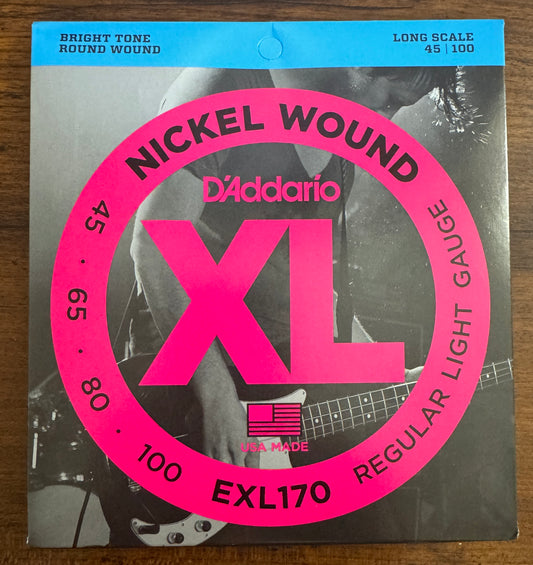 BRIGHT TONE
ROUND WOUND
LONG SCALE
45 | 100
NICKEL WOUND
D'Addario
XL
USA MADE
45 · 65 · 80 · 100
EXL170
REGULAR LIGHT GAUGE